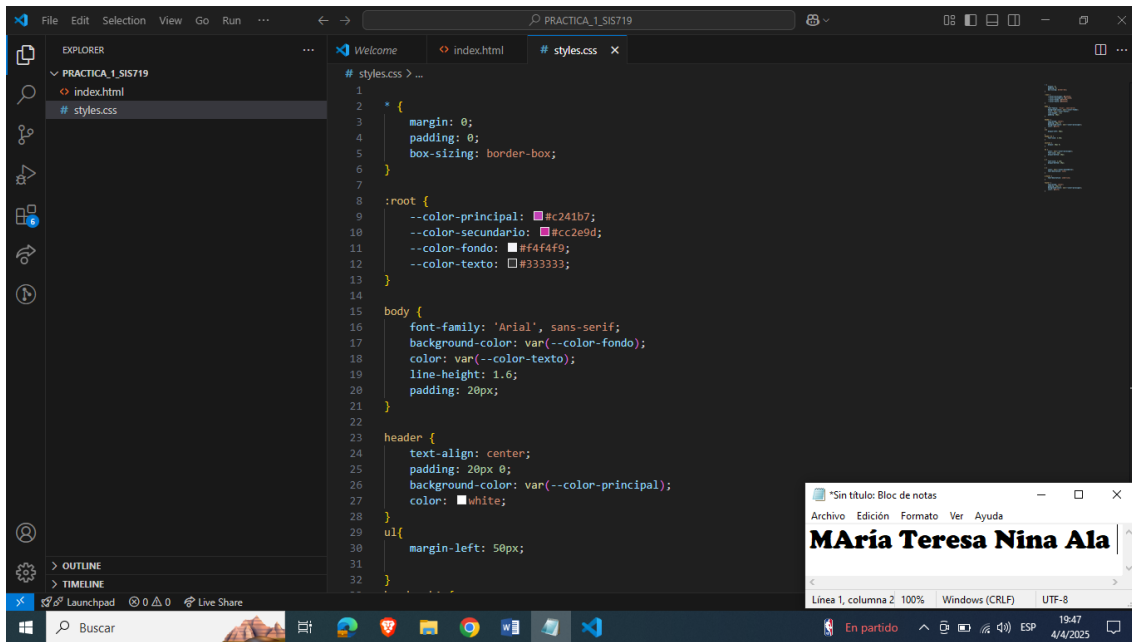 File Edit Selection View Go Run ··· ← → PRACTICA_1_SIS719
EXPLORER ···
PRACTICA_1_SIS719
index.html
styles.css
Welcome index.html # styles.css ×
# styles.css > ...
1
2 * {
3 margin: 0;
4 padding: 0;
5 box-sizing: border-box;
6 }
7
8 :root {
9 --color-principal: #c241b7;
10 --color-secundario: #cc2e9d;
11 --color-fondo: #f4f4f9;
12 --color-texto: #333333;
13 }
14
15 body {
16 font-family: 'Arial', sans-serif;
17 background-color: var(--color-fondo);
18 color: var(--color-texto);
19 line-height: 1.6;
20 padding: 20px;
21 }
22
23 header {
24 text-align: center;
25 padding: 20px 0;
26 background-color: var(--color-principal);
27 color: white;
28 }
29 ul{
30 margin-left: 50px;
31
32 }
6
OUTLINE
TIMELINE
Launchpad 0 0 Live Share
*Sin título: Bloc de notas
Archivo Edición Formato Ver Ayuda
MAría Teresa Nina Ala
Línea 1, columna 2 100% Windows (CRLF) UTF-8
Buscar
En partido ESP 19:47
4/4/2025